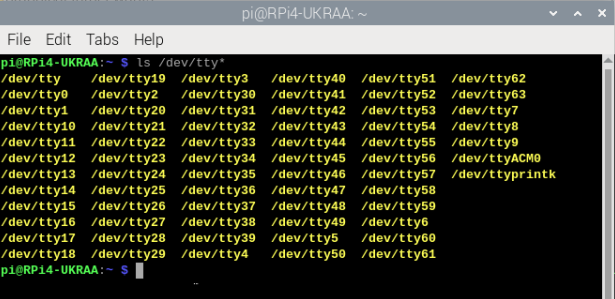 pi@RPi4-UKRAA: ~
File Edit Tabs Help
pi@RPi4-UKRAA:~ $ ls /dev/tty*
/dev/tty /dev/tty19 /dev/tty3 /dev/tty40 /dev/tty51 /dev/tty62
/dev/tty0 /dev/tty2 /dev/tty30 /dev/tty41 /dev/tty52 /dev/tty63
/dev/tty1 /dev/tty20 /dev/tty31 /dev/tty42 /dev/tty53 /dev/tty7
/dev/tty10 /dev/tty21 /dev/tty32 /dev/tty43 /dev/tty54 /dev/tty8
/dev/tty11 /dev/tty22 /dev/tty33 /dev/tty44 /dev/tty55 /dev/tty9
/dev/tty12 /dev/tty23 /dev/tty34 /dev/tty45 /dev/tty56 /dev/ttyACM0
/dev/tty13 /dev/tty24 /dev/tty35 /dev/tty46 /dev/tty57 /dev/ttyprintk
/dev/tty14 /dev/tty25 /dev/tty36 /dev/tty47 /dev/tty58
/dev/tty15 /dev/tty26 /dev/tty37 /dev/tty48 /dev/tty59
/dev/tty16 /dev/tty27 /dev/tty38 /dev/tty49 /dev/tty6
/dev/tty17 /dev/tty28 /dev/tty39 /dev/tty5 /dev/tty60
/dev/tty18 /dev/tty29 /dev/tty4 /dev/tty50 /dev/tty61
pi@RPi4-UKRAA:~ $